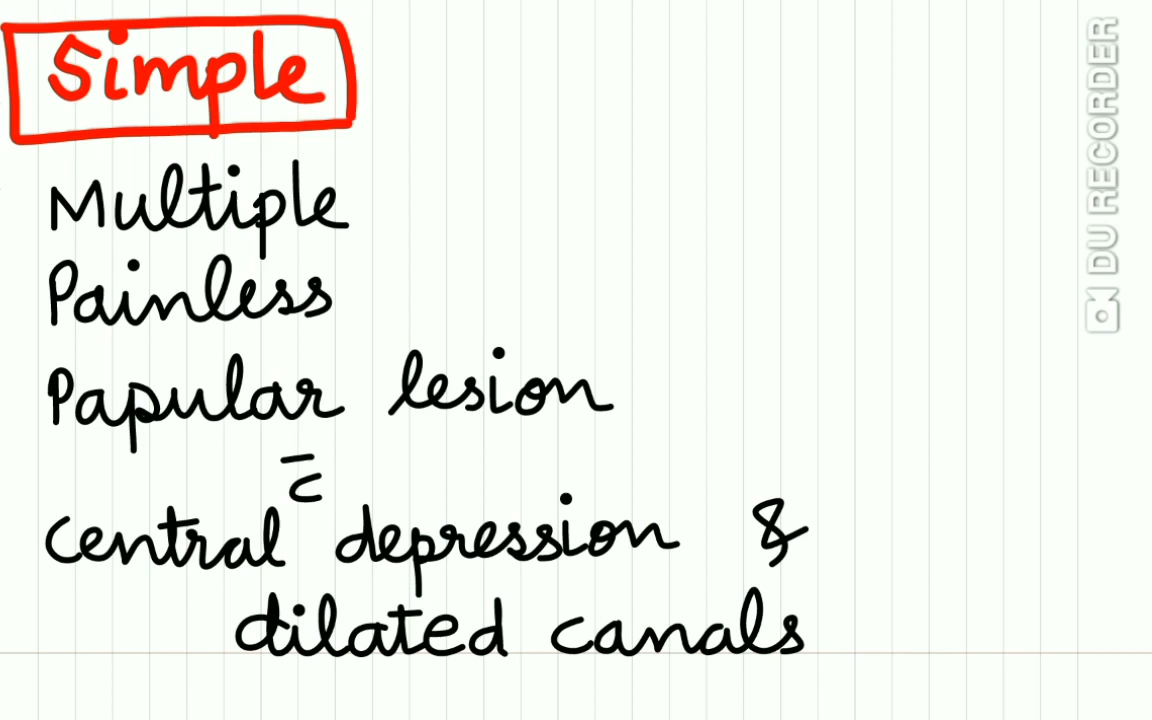 Simple
Multiple
Painless
Papular lesion
c̄
central depression &
dilated canals
DU RECORDER